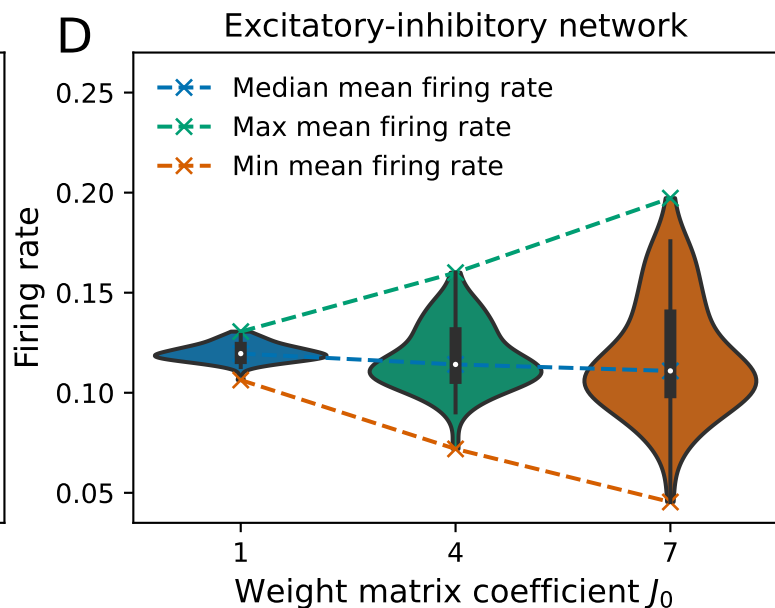 D
Excitatory-inhibitory network
Median mean firing rate
Max mean firing rate
Min mean firing rate
Firing rate
0.25
0.20
0.15
0.10
0.05
1 4 7
Weight matrix coefficient J₀